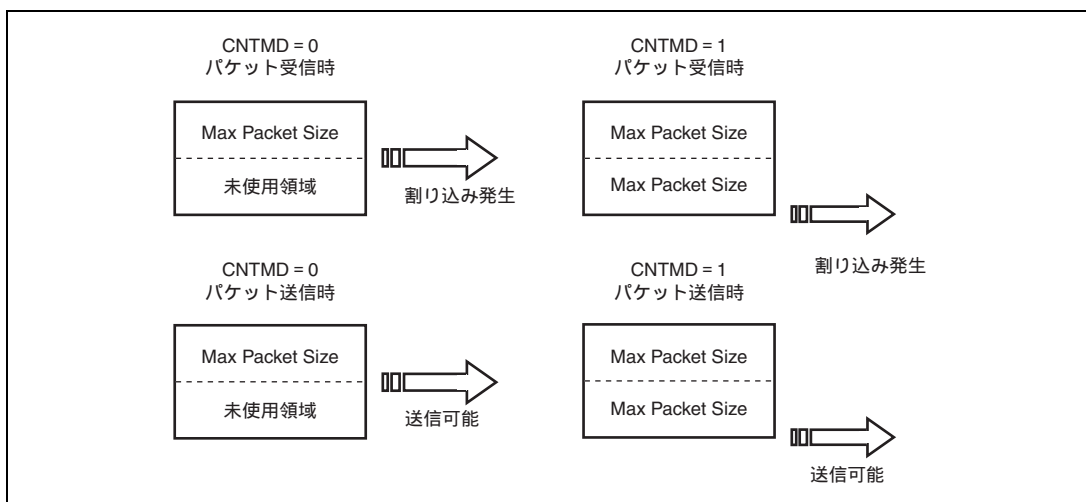 CNTMD = 0
パケット受信時
Max Packet Size
未使用領域
割り込み発生
CNTMD = 1
パケット受信時
Max Packet Size
Max Packet Size
割り込み発生
CNTMD = 0
パケット送信時
Max Packet Size
未使用領域
送信可能
CNTMD = 1
パケット送信時
Max Packet Size
Max Packet Size
送信可能